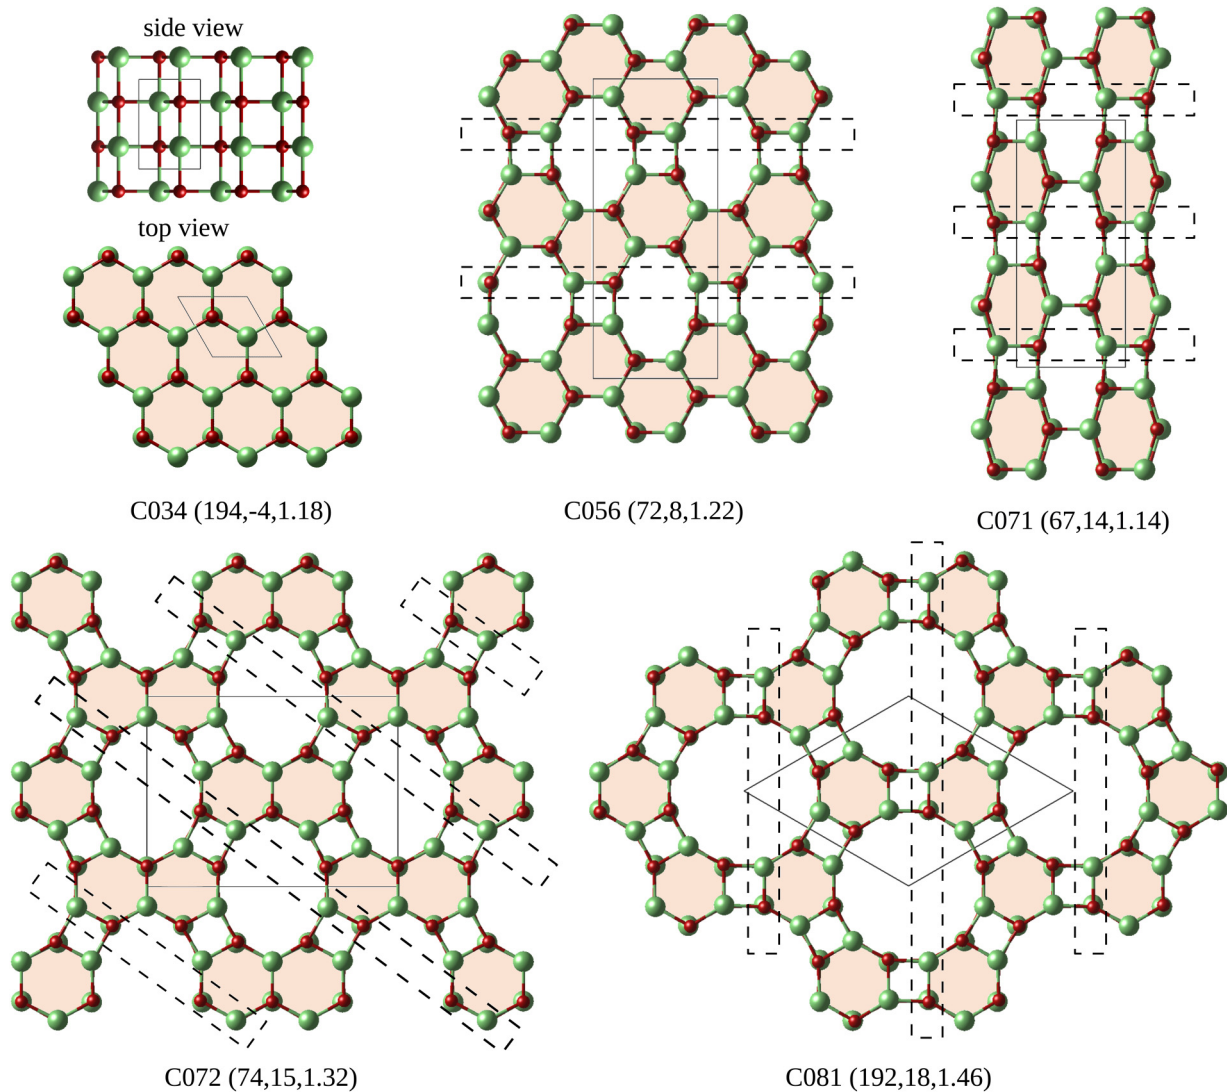 side view
top view
C034 (194,-4,1.18)
C056 (72,8,1.22)
C071 (67,14,1.14)
C072 (74,15,1.32)
C081 (192,18,1.46)